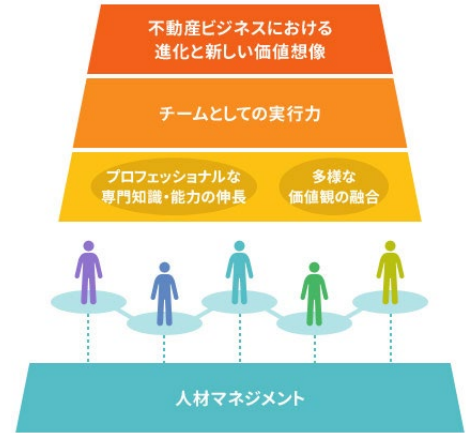 不動産ビジネスにおける
進化と新しい価値想像
チームとしての実行力
プロフェッショナルな
専門知識・能力の伸長
多様な
価値観の融合
人材マネジメント